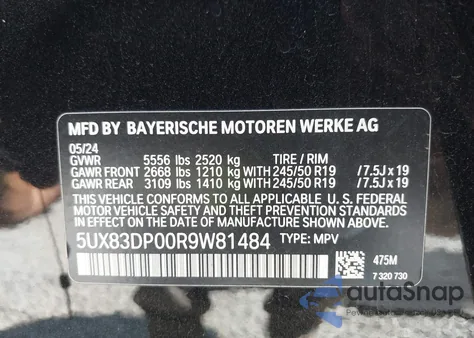 MFD BY BAYERISCHE MOTOREN WERKE AG
05/24
GVWR 5556 lbs 2520 kg TIRE / RIM
GAWR FRONT 2668 lbs 1210 kg WITH 245/50 R19 / 7.5J x 19
GAWR REAR 3109 lbs 1410 kg WITH 245/50 R19 / 7.5J x 19
THIS VEHICLE CONFORMS TO ALL APPLICABLE U. S. FEDERAL
MOTOR VEHICLE SAFETY AND THEFT PREVENTION STANDARDS
IN EFFECT ON THE DATE OF MANUFACTURE SHOWN ABOVE.
5UX83DP00R9W81484 TYPE: MPV
475M
7 320 730
autoSnap